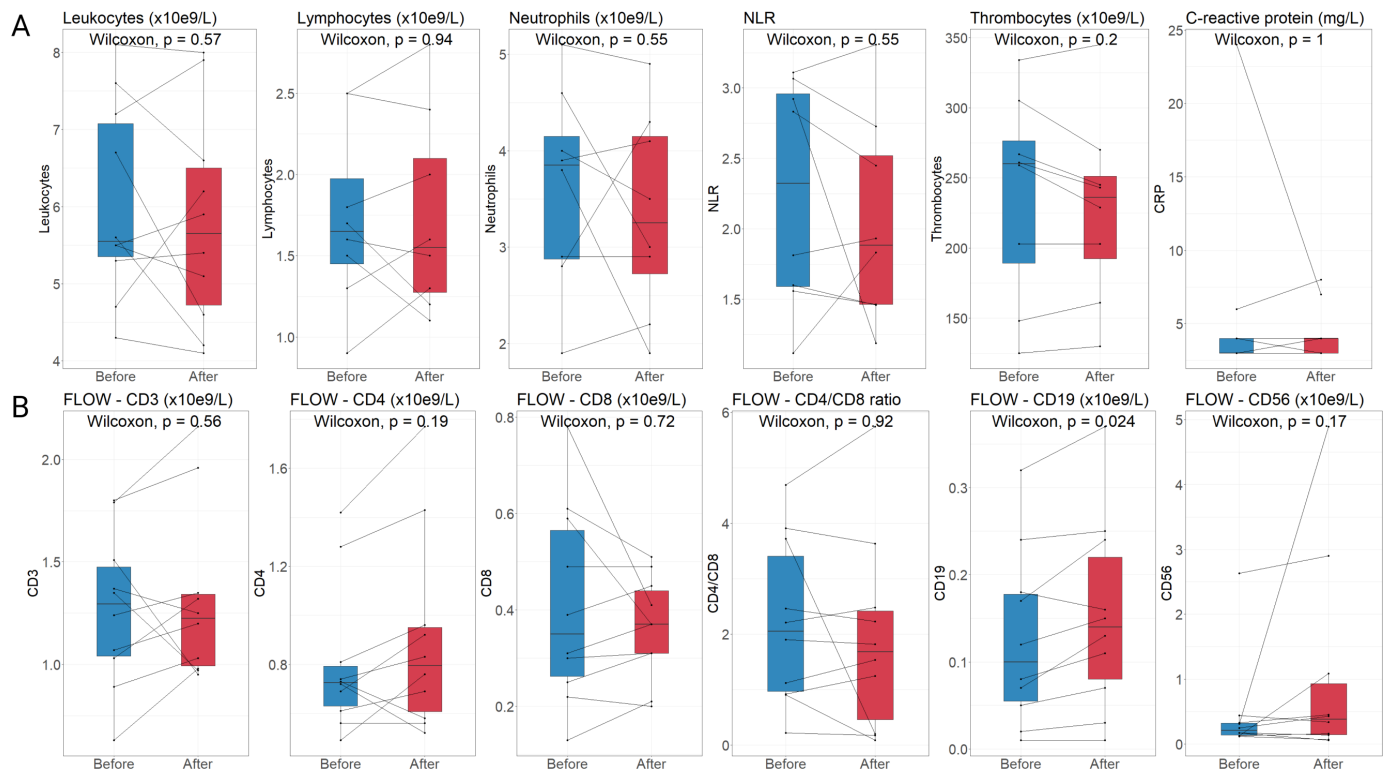 A
Leukocytes (x10e9/L)
Wilcoxon, p = 0.57
8
7
6
5
4
Leukocytes
Before After
Lymphocytes (x10e9/L)
Wilcoxon, p = 0.94
2.5
2.0
1.5
1.0
Lymphocytes
Before After
Neutrophils (x10e9/L)
Wilcoxon, p = 0.55
5
4
3
2
Neutrophils
Before After
NLR
Wilcoxon, p = 0.55
3.0
2.5
2.0
1.5
NLR
Before After
Thrombocytes (x10e9/L)
Wilcoxon, p = 0.2
350
300
250
200
150
Thrombocytes
Before After
C-reactive protein (mg/L)
Wilcoxon, p = 1
25
20
15
10
5
0
CRP
Before After
B
FLOW - CD3 (x10e9/L)
Wilcoxon, p = 0.56
2.0
1.5
1.0
CD3
Before After
FLOW - CD4 (x10e9/L)
Wilcoxon, p = 0.19
1.6
1.2
0.8
CD4
Before After
FLOW - CD8 (x10e9/L)
Wilcoxon, p = 0.72
0.8
0.6
0.4
0.2
CD8
Before After
FLOW - CD4/CD8 ratio
Wilcoxon, p = 0.92
6
4
2
0
CD4/CD8
Before After
FLOW - CD19 (x10e9/L)
Wilcoxon, p = 0.024
0.3
0.2
0.1
0.0
CD19
Before After
FLOW - CD56 (x10e9/L)
Wilcoxon, p = 0.17
5
4
3
2
1
0
CD56
Before After